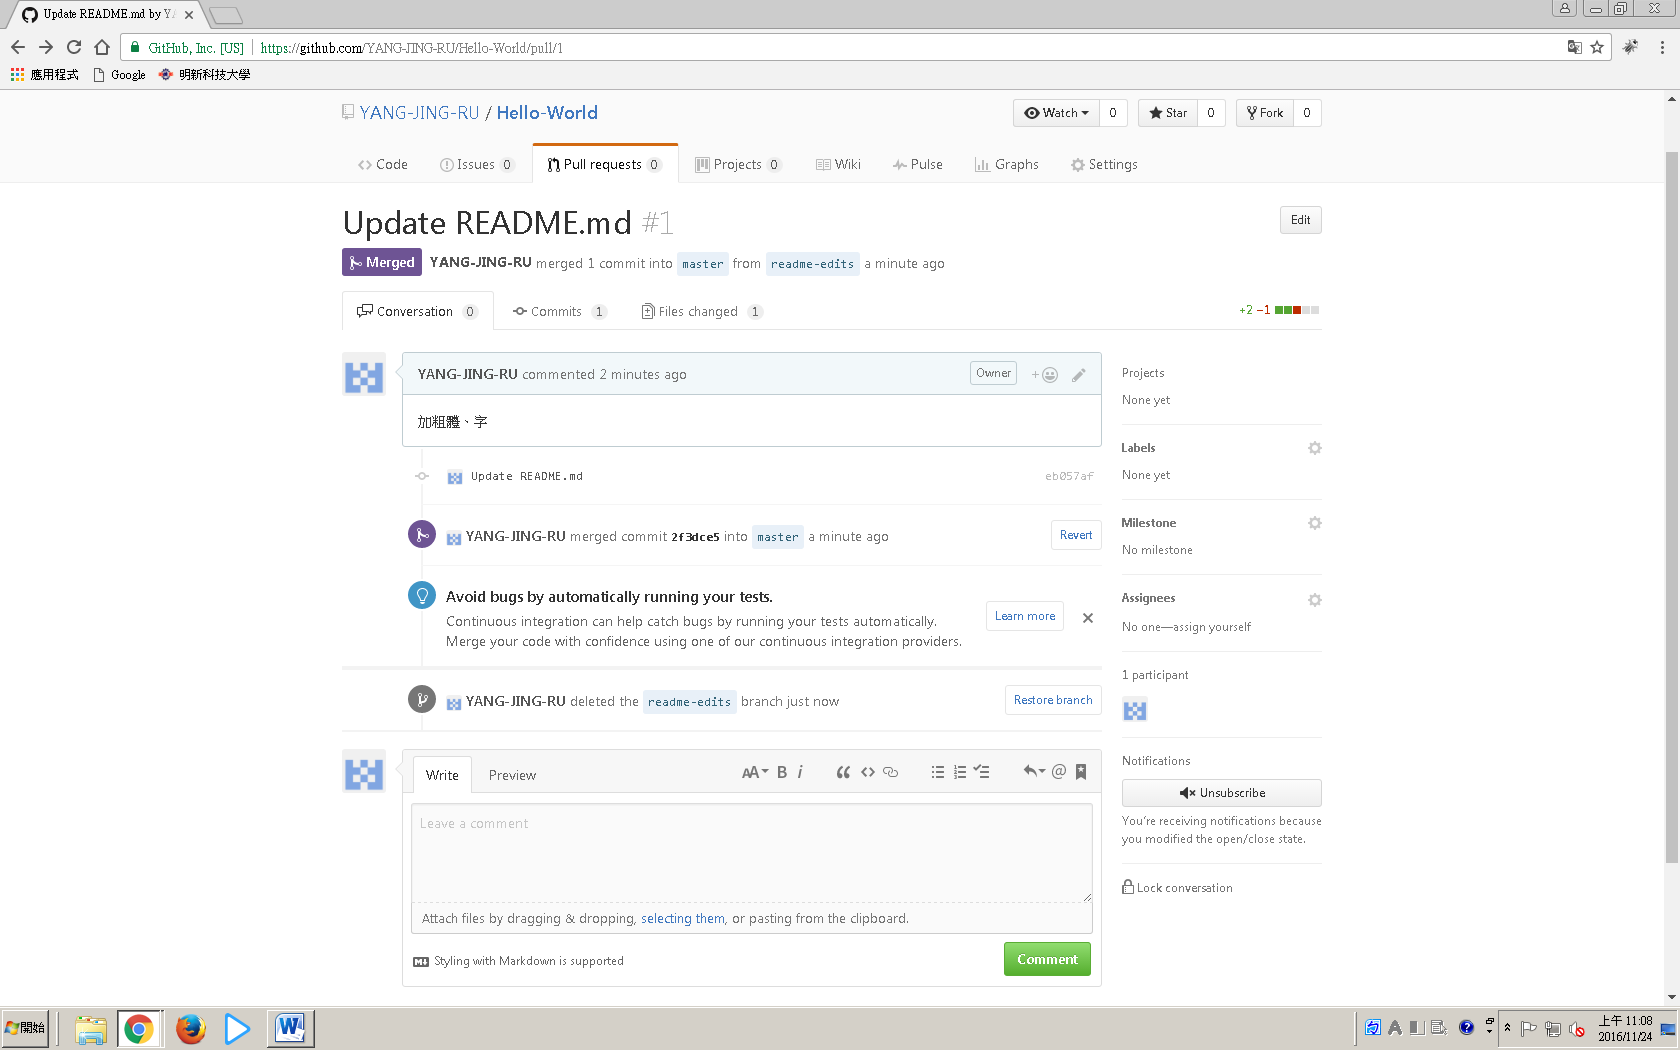 Update README.md by YA
GitHub, Inc. [US] https://github.com/YANG-JING-RU/Hello-World/pull/1
應用程式 Google 明新科技大學
YANG-JING-RU / Hello-World
Watch 0 Star 0 Fork 0
Code Issues 0 Pull requests 0 Projects 0 Wiki Pulse Graphs Settings
Update README.md #1
Edit
Merged YANG-JING-RU merged 1 commit into master from readme-edits a minute ago
Conversation 0 Commits 1 Files changed 1
+2 −1
YANG-JING-RU commented 2 minutes ago
Owner
加粗體、字
Update README.md
eb057af
YANG-JING-RU merged commit 2f3dce5 into master a minute ago
Revert
Avoid bugs by automatically running your tests.
Continuous integration can help catch bugs by running your tests automatically.
Merge your code with confidence using one of our continuous integration providers.
Learn more
YANG-JING-RU deleted the readme-edits branch just now
Restore branch
Write Preview
AA B i
Leave a comment
Attach files by dragging & dropping, selecting them, or pasting from the clipboard.
Styling with Markdown is supported
Comment
Projects
None yet
Labels
None yet
Milestone
No milestone
Assignees
No one—assign yourself
1 participant
Notifications
Unsubscribe
You're receiving notifications because
you modified the open/close state.
Lock conversation
開始
上午 11:08
2016/11/24